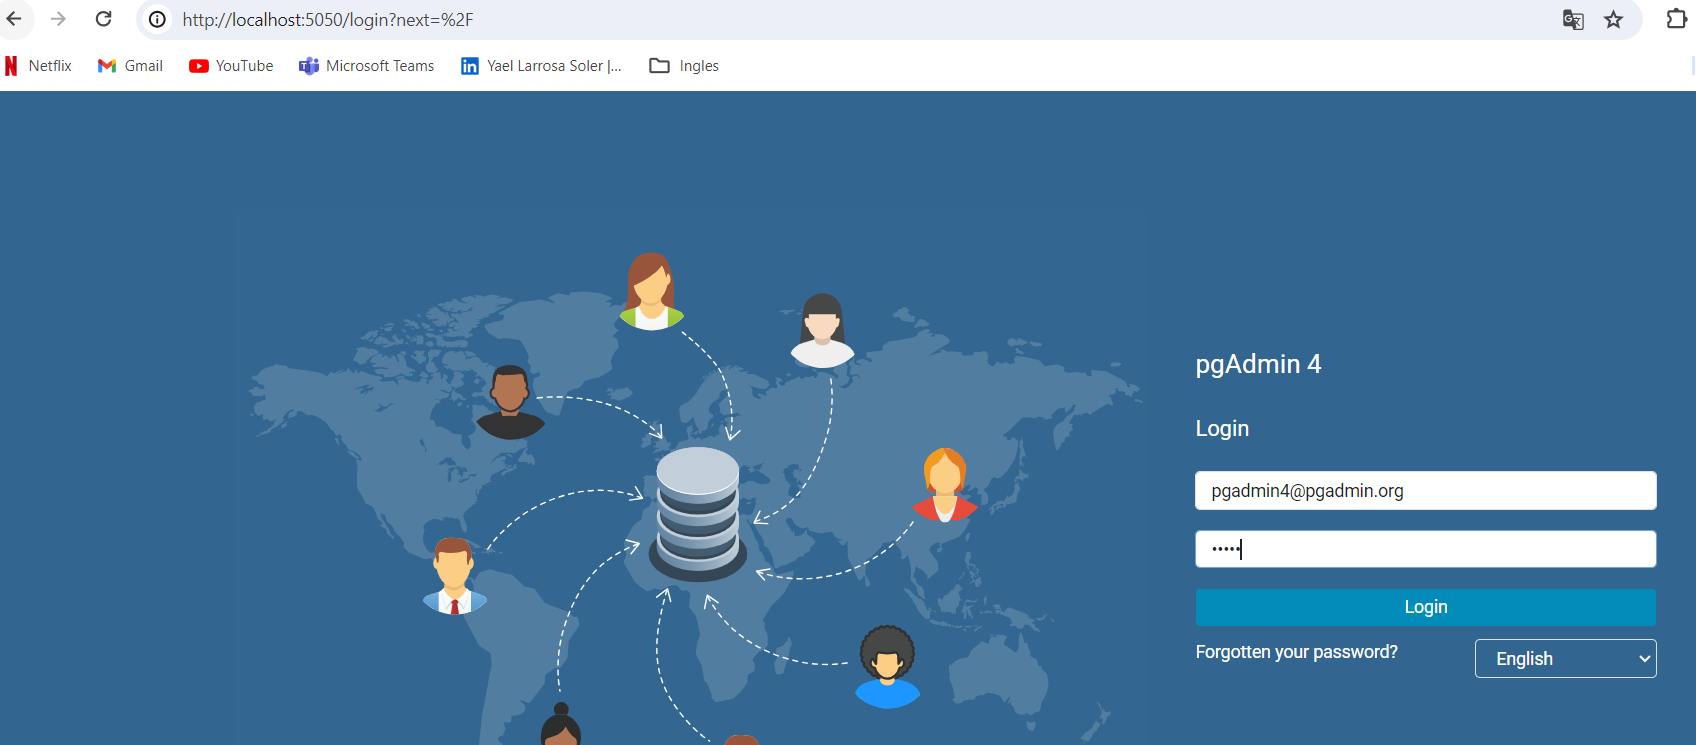 http://localhost:5050/login?next=%2F
Netflix Gmail YouTube Microsoft Teams Yael Larrosa Soler |... Ingles
pgAdmin 4
Login
pgadmin4@pgadmin.org
•••••
Login
Forgotten your password? English